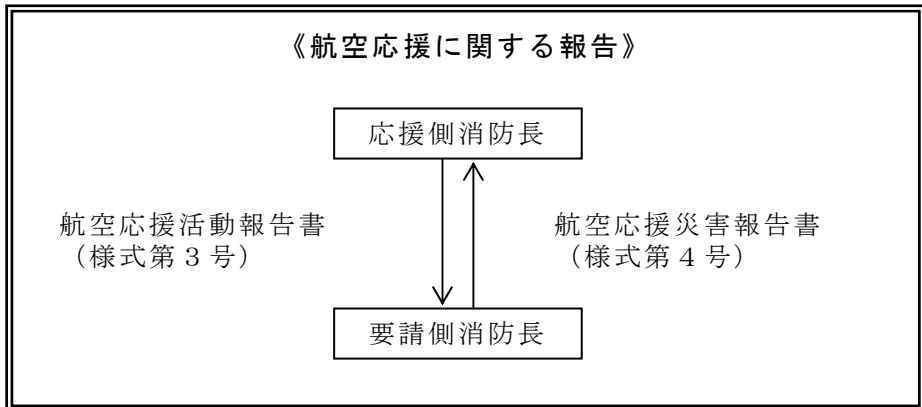 《航空応援に関する報告》
応援側消防長
航空応援活動報告書
（様式第３号）
航空応援災害報告書
（様式第４号）
要請側消防長